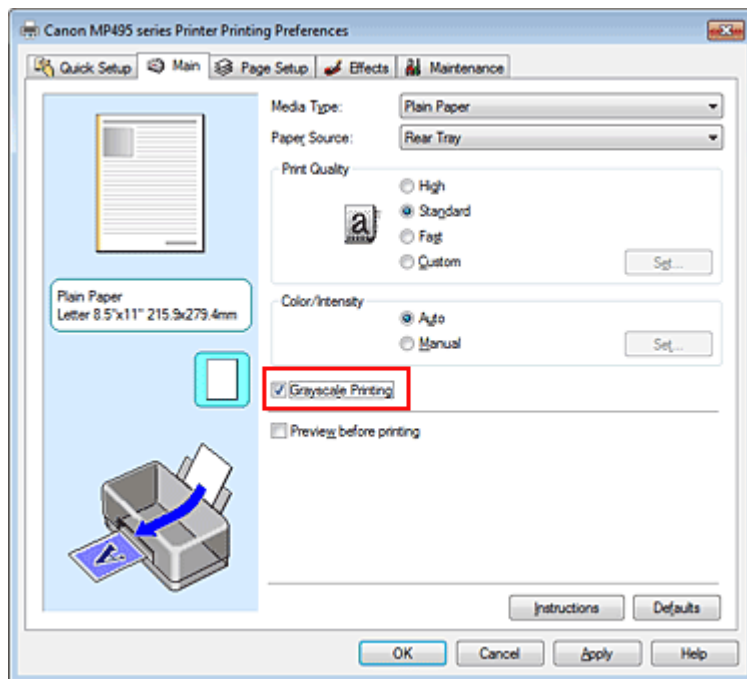 Canon MP495 series Printer Printing Preferences
Quick Setup Main Page Setup Effects Maintenance
Media Type: Plain Paper
Paper Source: Rear Tray
Print Quality
High
Standard
Fast
Custom Set...
Plain Paper
Letter 8.5"x11" 215.9x279.4mm
Color/Intensity
Auto
Manual Set...
Grayscale Printing
Preview before printing
Instructions Defaults
OK Cancel Apply Help